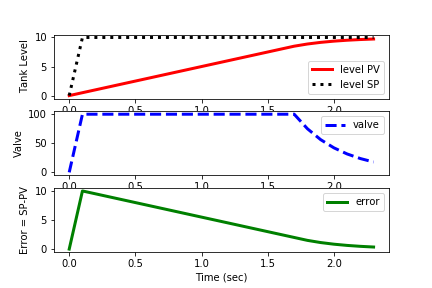 Tank Level
10
5
0
level PV
level SP
0.0 0.5 1.0 1.5 2.0
Valve
100
50
0
valve
0.0 0.5 1.0 1.5 2.0
Error = SP-PV
10
5
0
error
0.0 0.5 1.0 1.5 2.0
Time (sec)